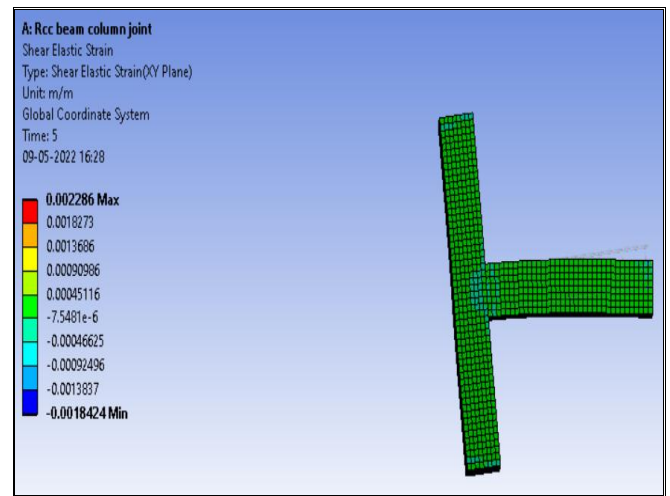 A: Rcc beam column joint
Shear Elastic Strain
Type: Shear Elastic Strain(XY Plane)
Unit: m/m
Global Coordinate System
Time: 5
09-05-2022 16:28
0.002286 Max
0.0018273
0.0013686
0.00090986
0.00045116
-7.5481e-6
-0.00046625
-0.00092496
-0.0013837
-0.0018424 Min